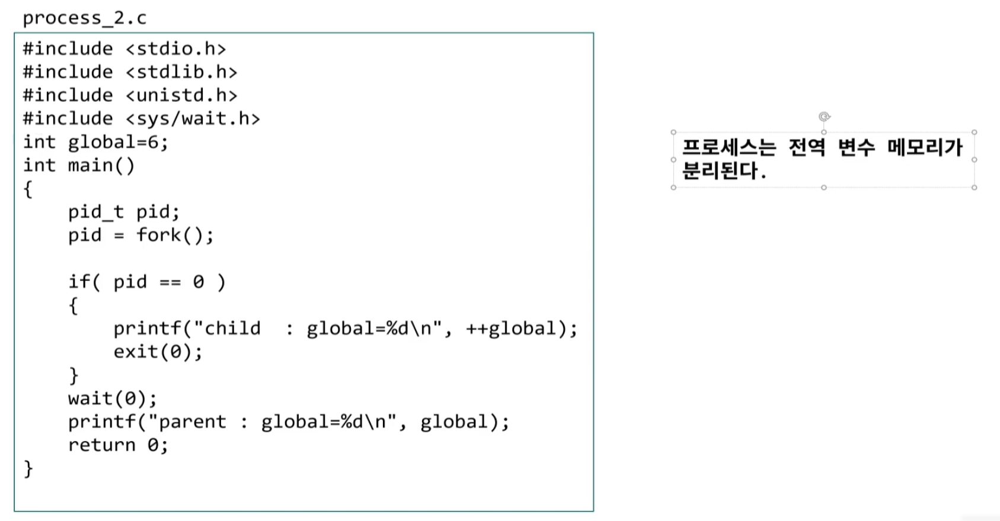 process_2.c
#include <stdio.h>
#include <stdlib.h>
#include <unistd.h>
#include <sys/wait.h>
int global=6;
int main()
{
    pid_t pid;
    pid = fork();

    if( pid == 0 )
    {
        printf("child  : global=%d\n", ++global);
        exit(0);
    }
    wait(0);
    printf("parent : global=%d\n", global);
    return 0;
}
프로세스는 전역 변수 메모리가
분리된다.